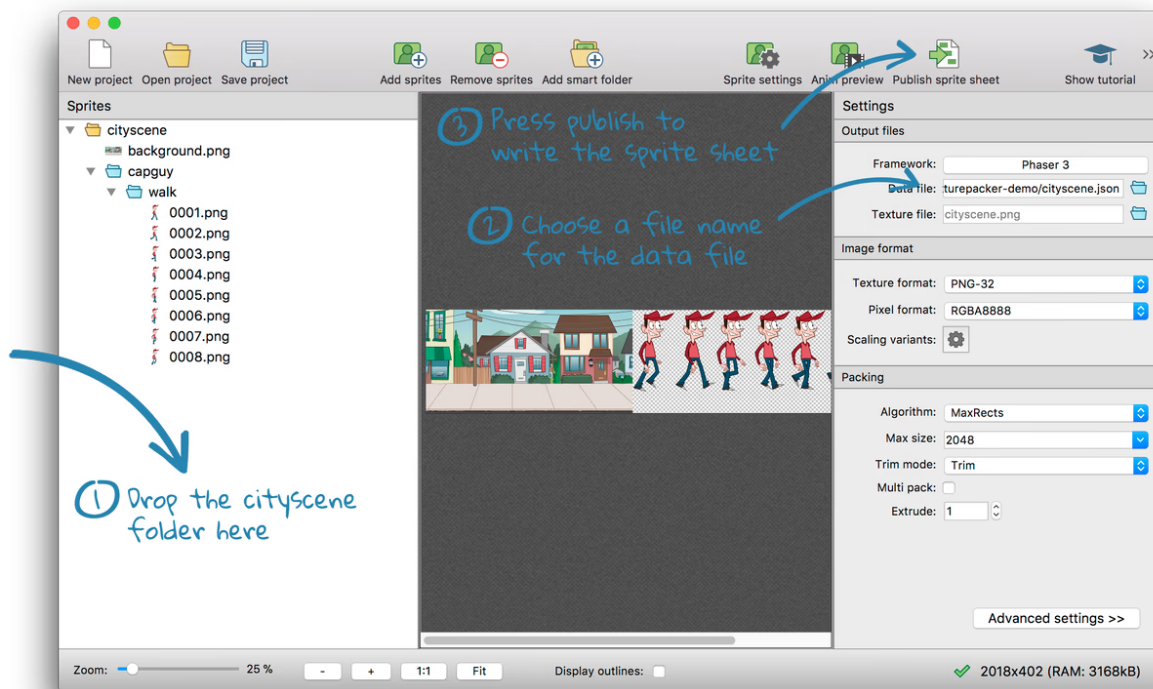 New project Open project Save project Add sprites Remove sprites Add smart folder Sprite settings Anim preview Publish sprite sheet Show tutorial
Sprites
cityscene
background.png
capguy
walk
0001.png
0002.png
0003.png
0004.png
0005.png
0006.png
0007.png
0008.png
1 Drop the cityscene
folder here
3 Press publish to
write the sprite sheet
2 Choose a file name
for the data file
Settings
Output files
Framework: Phaser 3
Data file: turepacker-demo/cityscene.json
Texture file: cityscene.png
Image format
Texture format: PNG-32
Pixel format: RGBA8888
Scaling variants:
Packing
Algorithm: MaxRects
Max size: 2048
Trim mode: Trim
Multi pack:
Extrude: 1
Advanced settings >>
Zoom: 25 % - + 1:1 Fit Display outlines: 2018x402 (RAM: 3168kB)